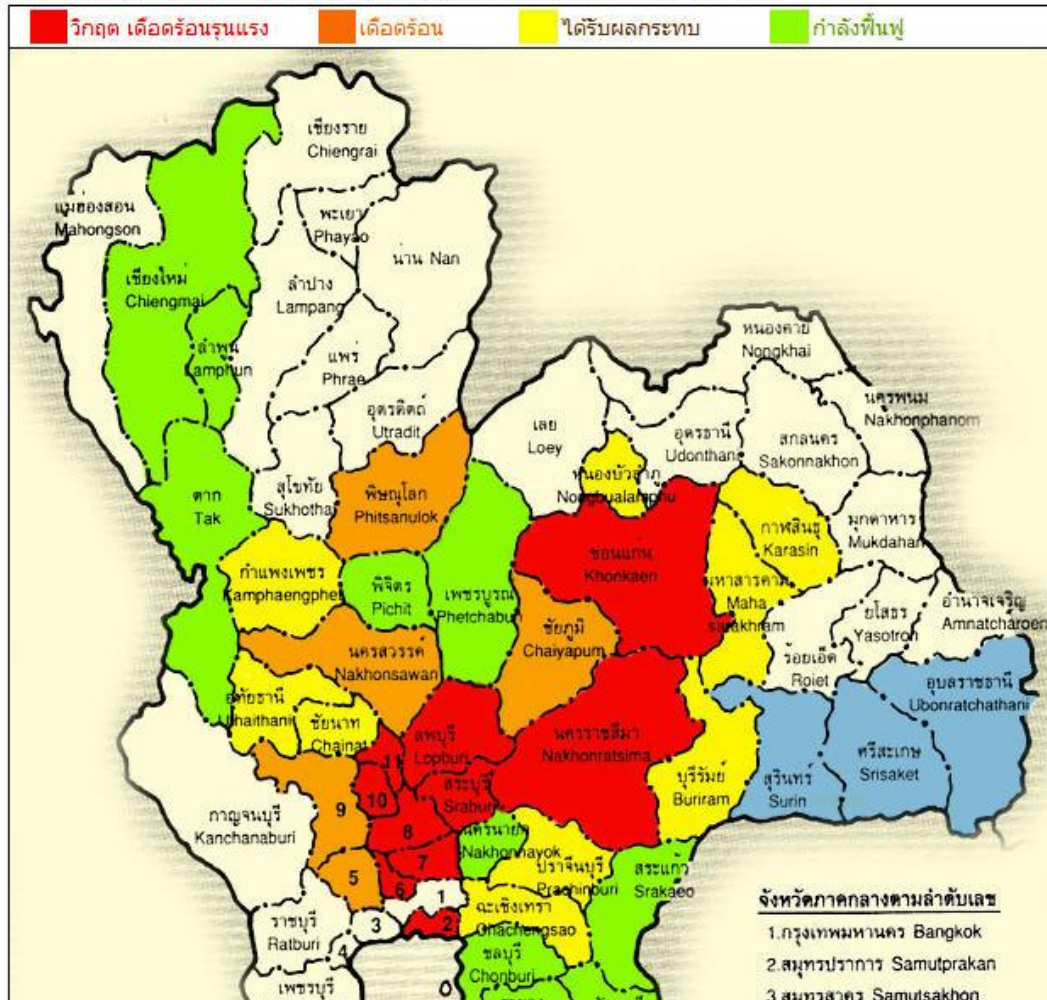 วิกฤต เดือดร้อนรุนแรง
เดือดร้อน
ได้รับผลกระทบ
กำลังฟื้นฟู
เชียงราย
Chiengrai
แม่ฮ่องสอน
Mahongson
พะเยา
Phayao
น่าน Nan
เชียงใหม่
Chiengmai
ลำปาง
Lampang
ลำพูน
Lamphun
แพร่
Phrae
หนองคาย
Nongkhai
นครพนม
Nakhonphanom
อุตรดิตถ์
Utradit
เลย
Loey
อุดรธานี
Udonthani
สกลนคร
Sakonnakhon
หนองบัวลำภู
Nongbualamphu
ตาก
Tak
สุโขทัย
Sukhothai
พิษณุโลก
Phitsanulok
ขอนแก่น
Khonkaen
กาฬสินธุ์
Karasin
มุกดาหาร
Mukdahan
กำแพงเพชร
Kamphaengphet
พิจิตร
Pichit
เพชรบูรณ์
Phetchabun
มหาสารคาม
Maha
sarakhram
ยโสธร
Yasotron
อำนาจเจริญ
Amnatcharoen
ชัยภูมิ
Chaiyapum
ร้อยเอ็ด
Roiet
นครสวรรค์
Nakhonsawan
อุบลราชธานี
Ubonratchathani
อุทัยธานี
Uthaithani
ชัยนาท
Chainat
ลพบุรี
Lopburi
นครราชสีมา
Nakhonratsima
ศรีสะเกษ
Srisaket
สุรินทร์
Surin
บุรีรัมย์
Buriram
11
สระบุรี
Sraburi
10
9
กาญจนบุรี
Kanchanaburi
8
นครนายก
Nakhonnayok
7
ปราจีนบุรี
Prachinburi
สระแก้ว
Srakaeo
5
6
1
ฉะเชิงเทรา
Chachengsao
2
3
ราชบุรี
Ratburi
4
ชลบุรี
Chonburi
เพชรบุรี
จังหวัดภาคกลางตามลำดับเลข
1.กรุงเทพมหานคร Bangkok
2.สมุทรปราการ Samutprakan
3.สมุทรสาคร Samutsakhon